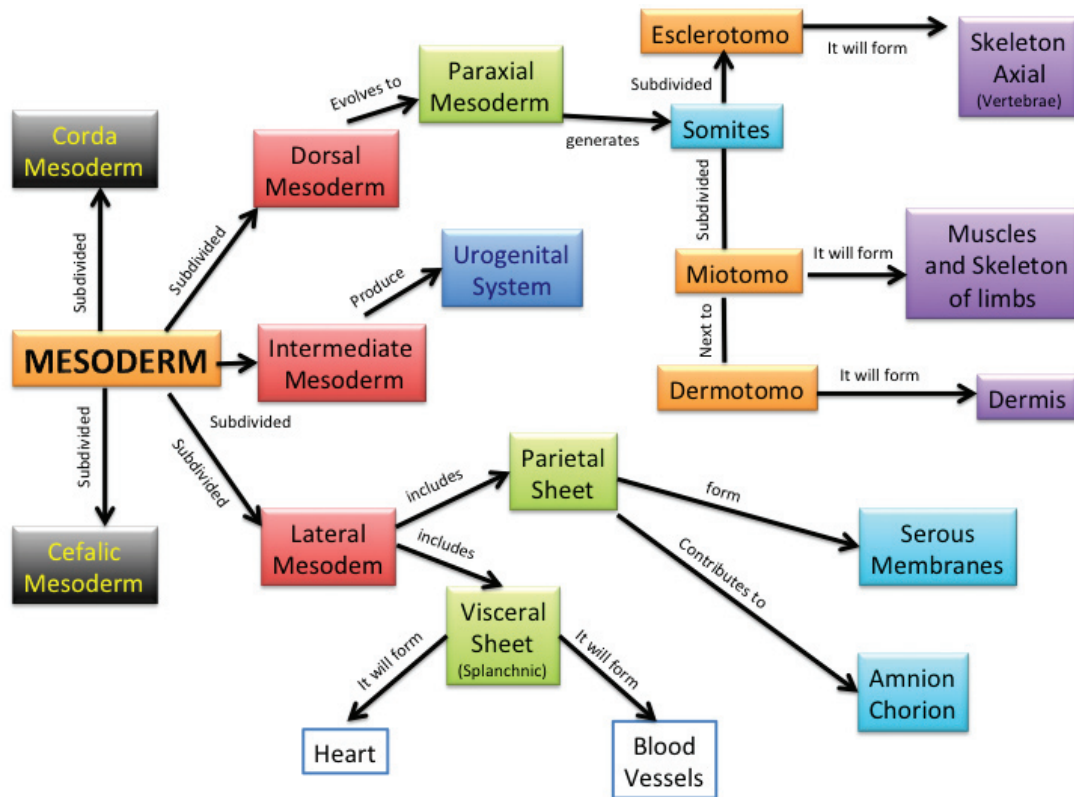 Esclerotomo
It will form
Skeleton
Axial
(Vertebrae)
Subdivided
Evolves to
Paraxial
Mesoderm
generates
Somites
Corda
Mesoderm
Dorsal
Mesoderm
Subdivided
Subdivided
Subdivided
Urogenital
System
Produce
Miotomo
It will form
Muscles
and Skeleton
of limbs
MESODERM
Intermediate
Mesoderm
Next to
Dermotomo
It will form
Dermis
Subdivided
Subdivided
Subdivided
Parietal
Sheet
includes
form
Lateral
Mesodem
includes
Serous
Membranes
Cefalic
Mesoderm
Contributes to
Visceral
Sheet
(Splanchnic)
It will form
It will form
Amnion
Chorion
Heart
Blood
Vessels